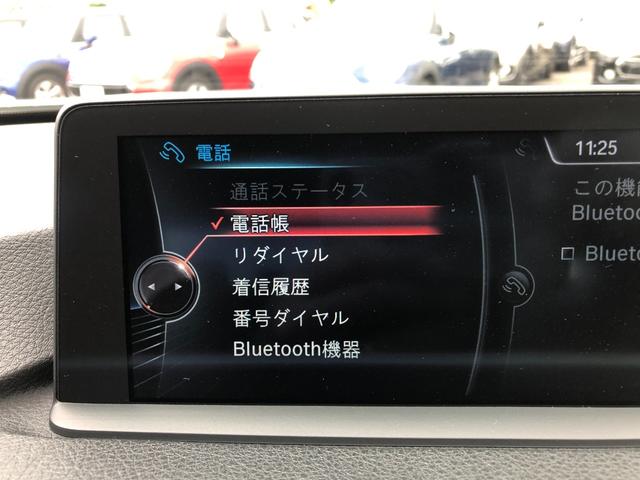 電話
11:25
通話ステータス
電話帳
リダイヤル
着信履歴
番号ダイヤル
Bluetooth機器
この機
Blueto
Blueto